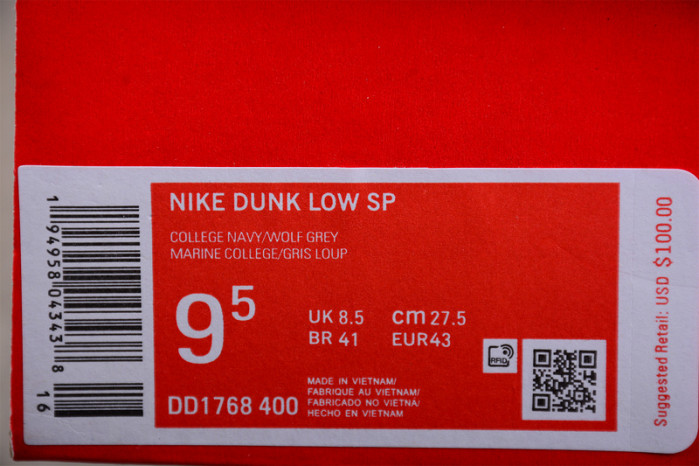 NIKE DUNK LOW SP
COLLEGE NAVY/WOLF GREY
MARINE COLLEGE/GRIS LOUP
9 5
UK 8.5 cm 27.5
BR 41 EUR43
RFID
MADE IN VIETNAM/
FABRIQUE AU VIETNAM/
FABRICADO NO VIETNÃ/
HECHO EN VIETNAM
DD1768 400
1 94958 04343 8
16
Suggested Retail: USD $100.00